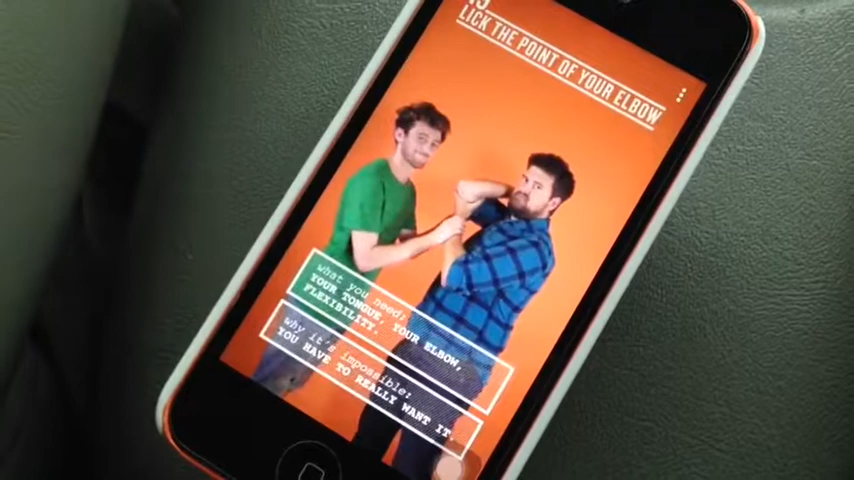 LICK THE POINT OF YOUR ELBOW
what you need:
YOUR TONGUE, YOUR ELBOW,
FLEXIBILITY.
why it's impossible:
YOU HAVE TO REALLY WANT IT